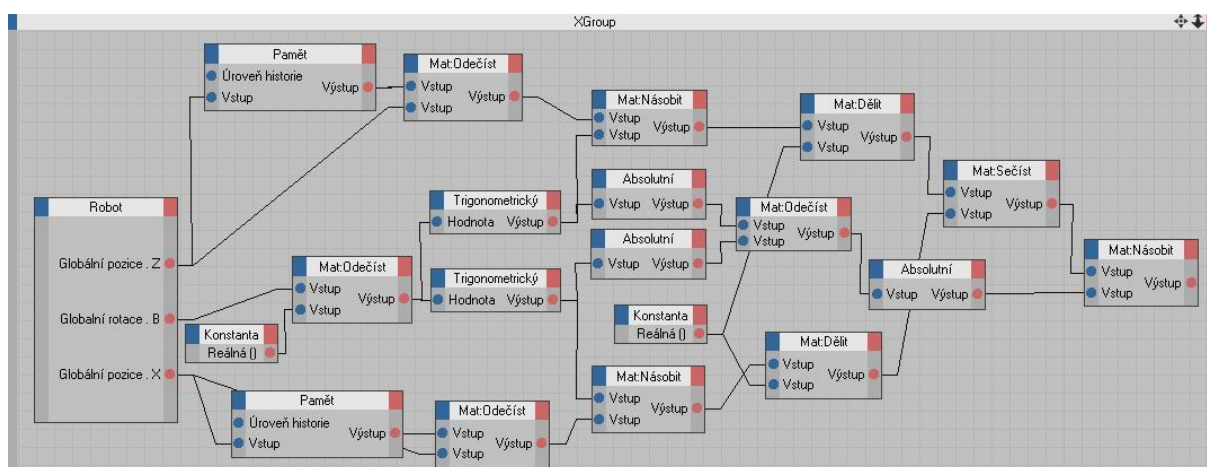 XGroup
Pamět
Úroveň historie
Výstup
Vstup
Mat:Odečíst
Vstup
Výstup
Vstup
Mat:Násobit
Vstup
Výstup
Vstup
Mat:Dělit
Vstup
Výstup
Vstup
Mat:Sečíst
Vstup
Výstup
Vstup
Absolutní
Vstup Výstup
Trigonometrický
Hodnota Výstup
Robot
Globální pozice . Z
Globalní rotace . B
Globální pozice . X
Mat:Odečíst
Vstup
Výstup
Vstup
Mat:Odečíst
Vstup
Výstup
Vstup
Absolutní
Vstup Výstup
Mat:Násobit
Vstup
Výstup
Vstup
Trigonometrický
Hodnota Výstup
Absolutní
Vstup Výstup
Konstanta
Reálná ()
Konstanta
Reálná ()
Mat:Dělit
Vstup
Výstup
Vstup
Mat:Násobit
Vstup
Výstup
Vstup
Pamět
Úroveň historie
Výstup
Vstup
Mat:Odečíst
Vstup
Výstup
Vstup